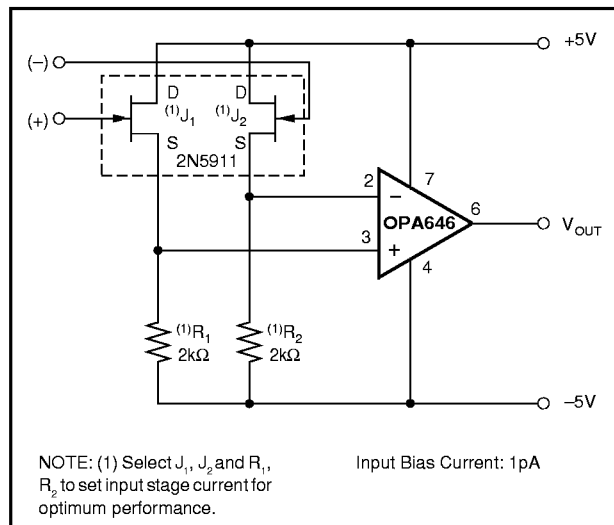 +5V
(–)
D D
(1)J1 (1)J2
(+)
S S
2N5911
7
2 –
6
OPA646
VOUT
3 +
4
(1)R1 (1)R2
2kΩ 2kΩ
–5V
NOTE: (1) Select J1, J2 and R1,
R2 to set input stage current for
optimum performance.
Input Bias Current: 1pA